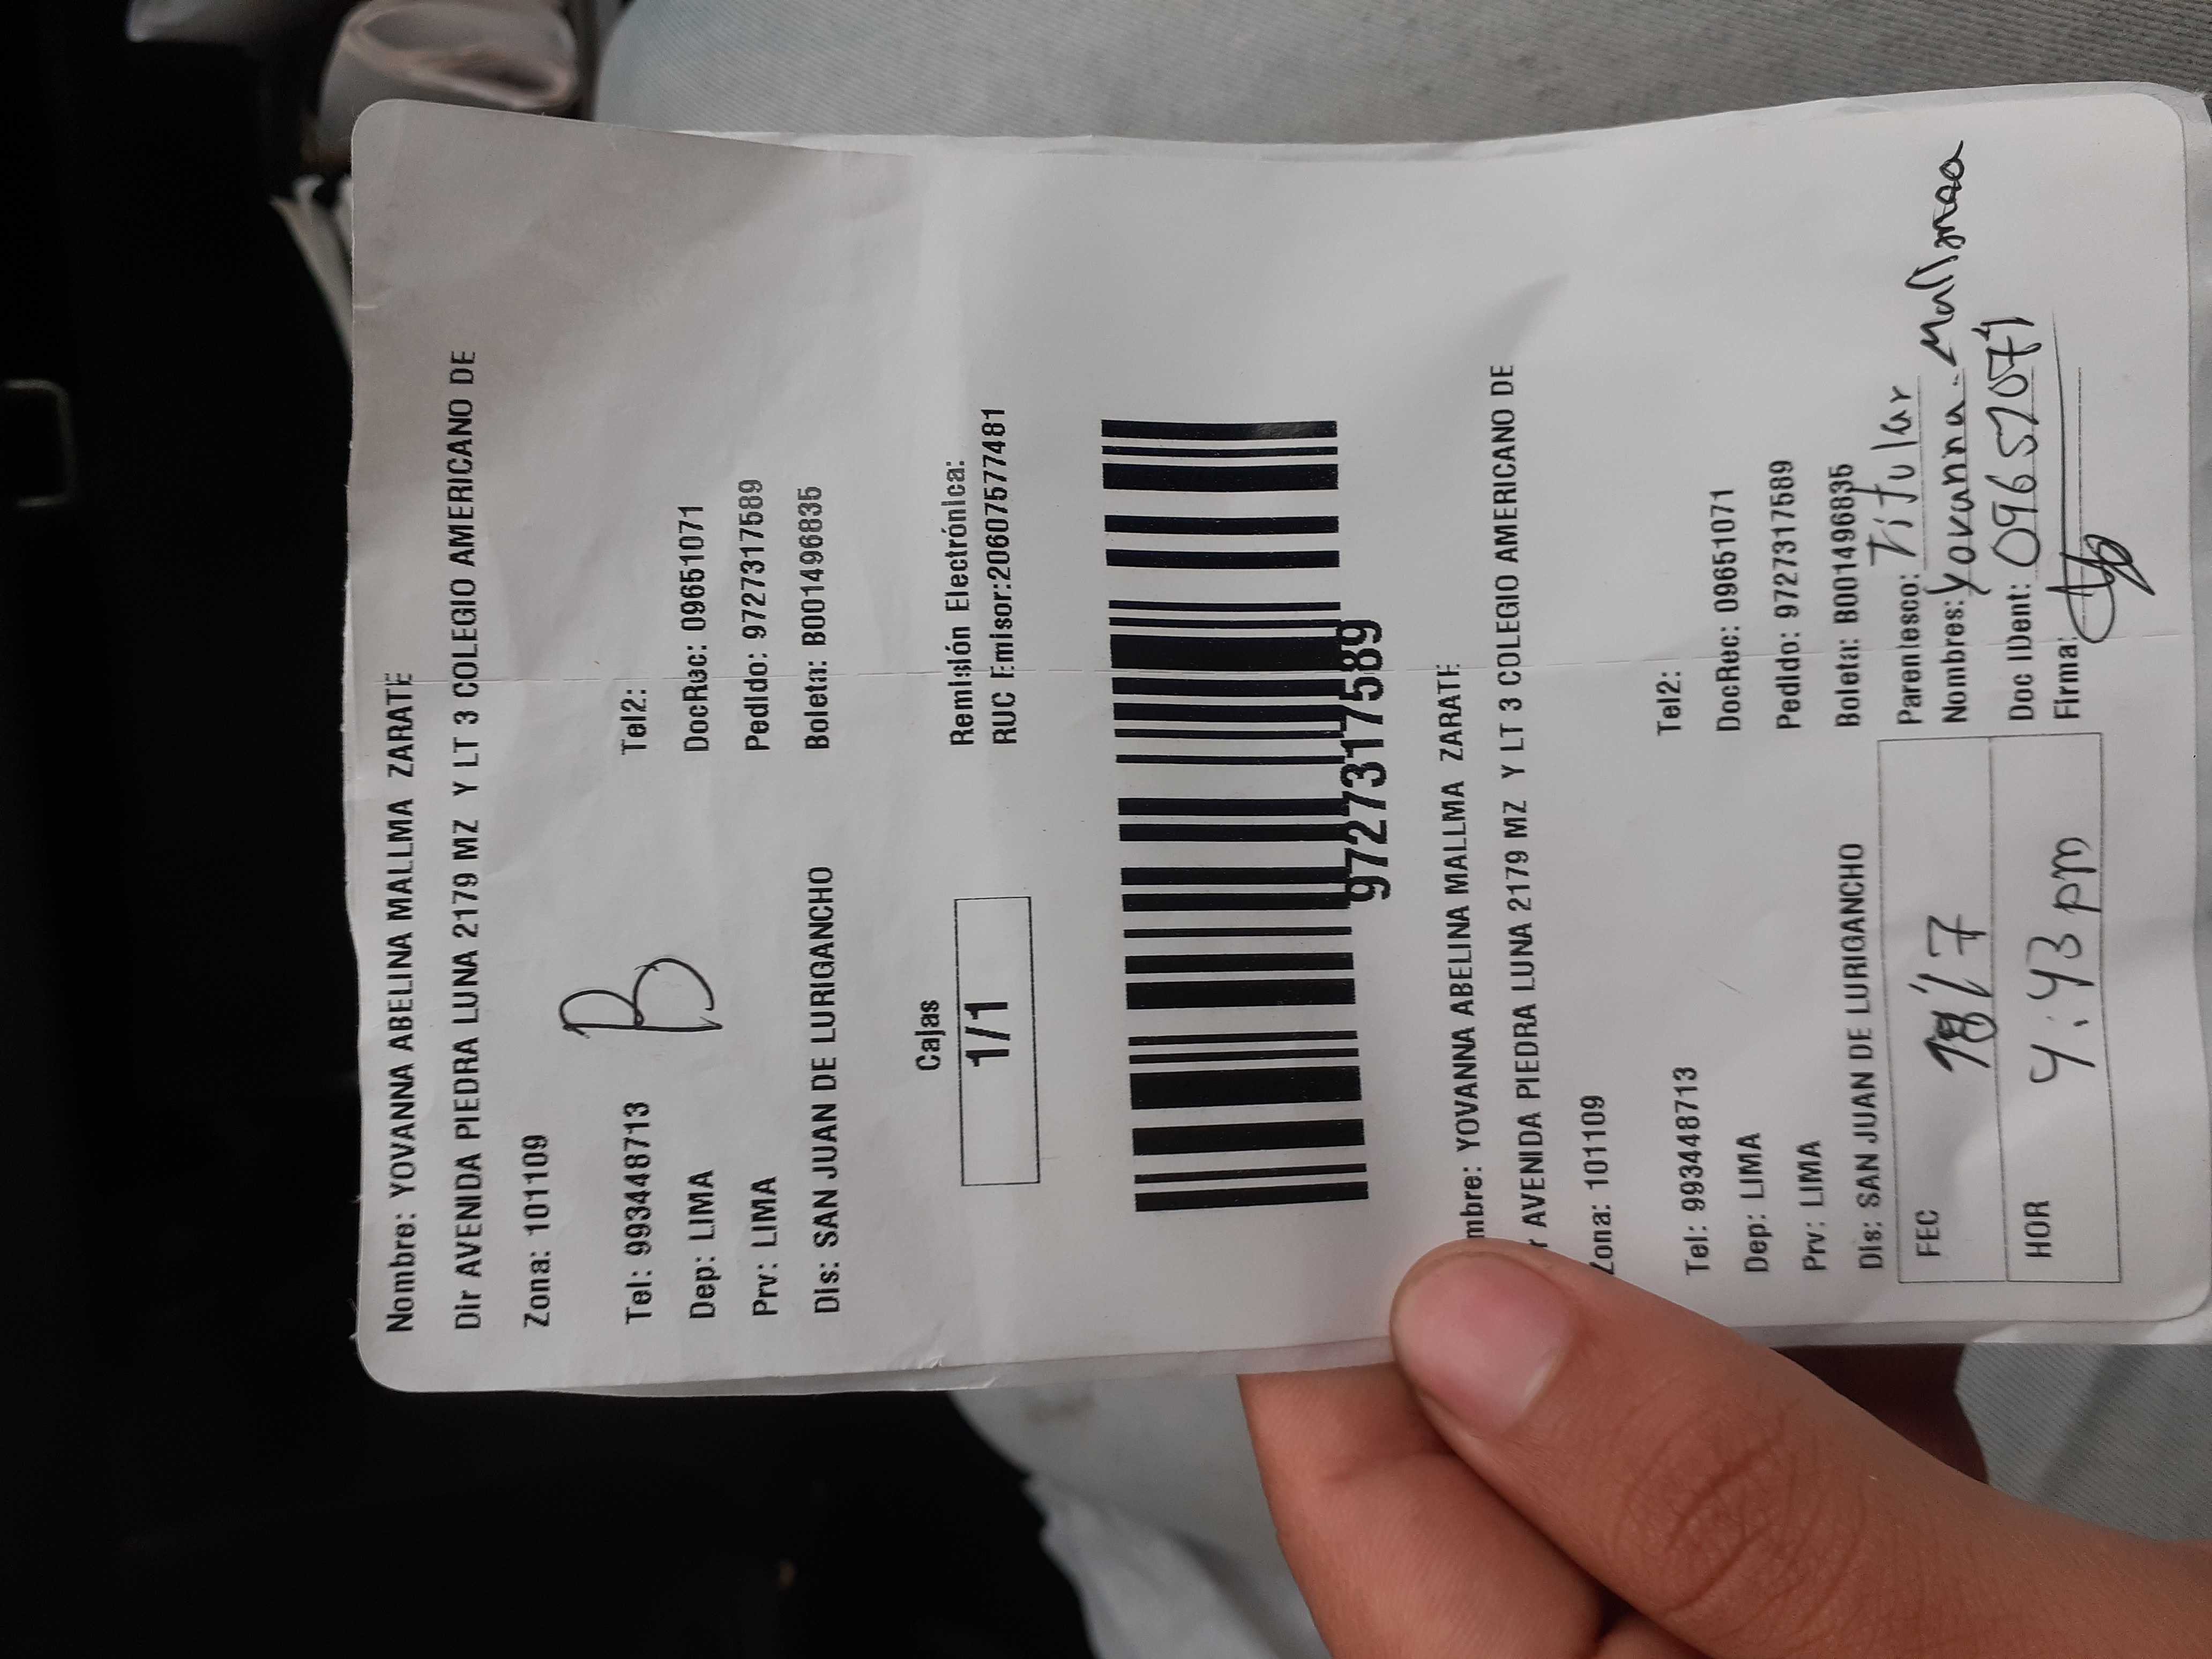 Nombre: YOVANNA ABELINA MALLMA ZARATE
Dir AVENIDA PIEDRA LUNA 2179 MZ Y LT 3 COLEGIO AMERICANO DE
Zona: 101109
B
Tel: 993448713 Tel2:
Dep: LIMA DocRec: 09651071
Prv: LIMA Pedido: 9727317589
Dis: SAN JUAN DE LURIGANCHO Boleta: B001496835
Cajas
1/1
Remisión Electrónica:
RUC Emisor:20607577481
9727317589
mbre: YOVANNA ABELINA MALLMA ZARATE
r AVENIDA PIEDRA LUNA 2179 MZ Y LT 3 COLEGIO AMERICANO DE
Zona: 101109
Tel: 993448713 Tel2:
Dep: LIMA DocRec: 09651071
Prv: LIMA Pedido: 9727317589
Dis: SAN JUAN DE LURIGANCHO Boleta: B001496835
FEC 18/7
HOR 4:43 pm
Parentesco: Titular
Nombres: Yovanna Mallma
Doc IDent:
Firma: